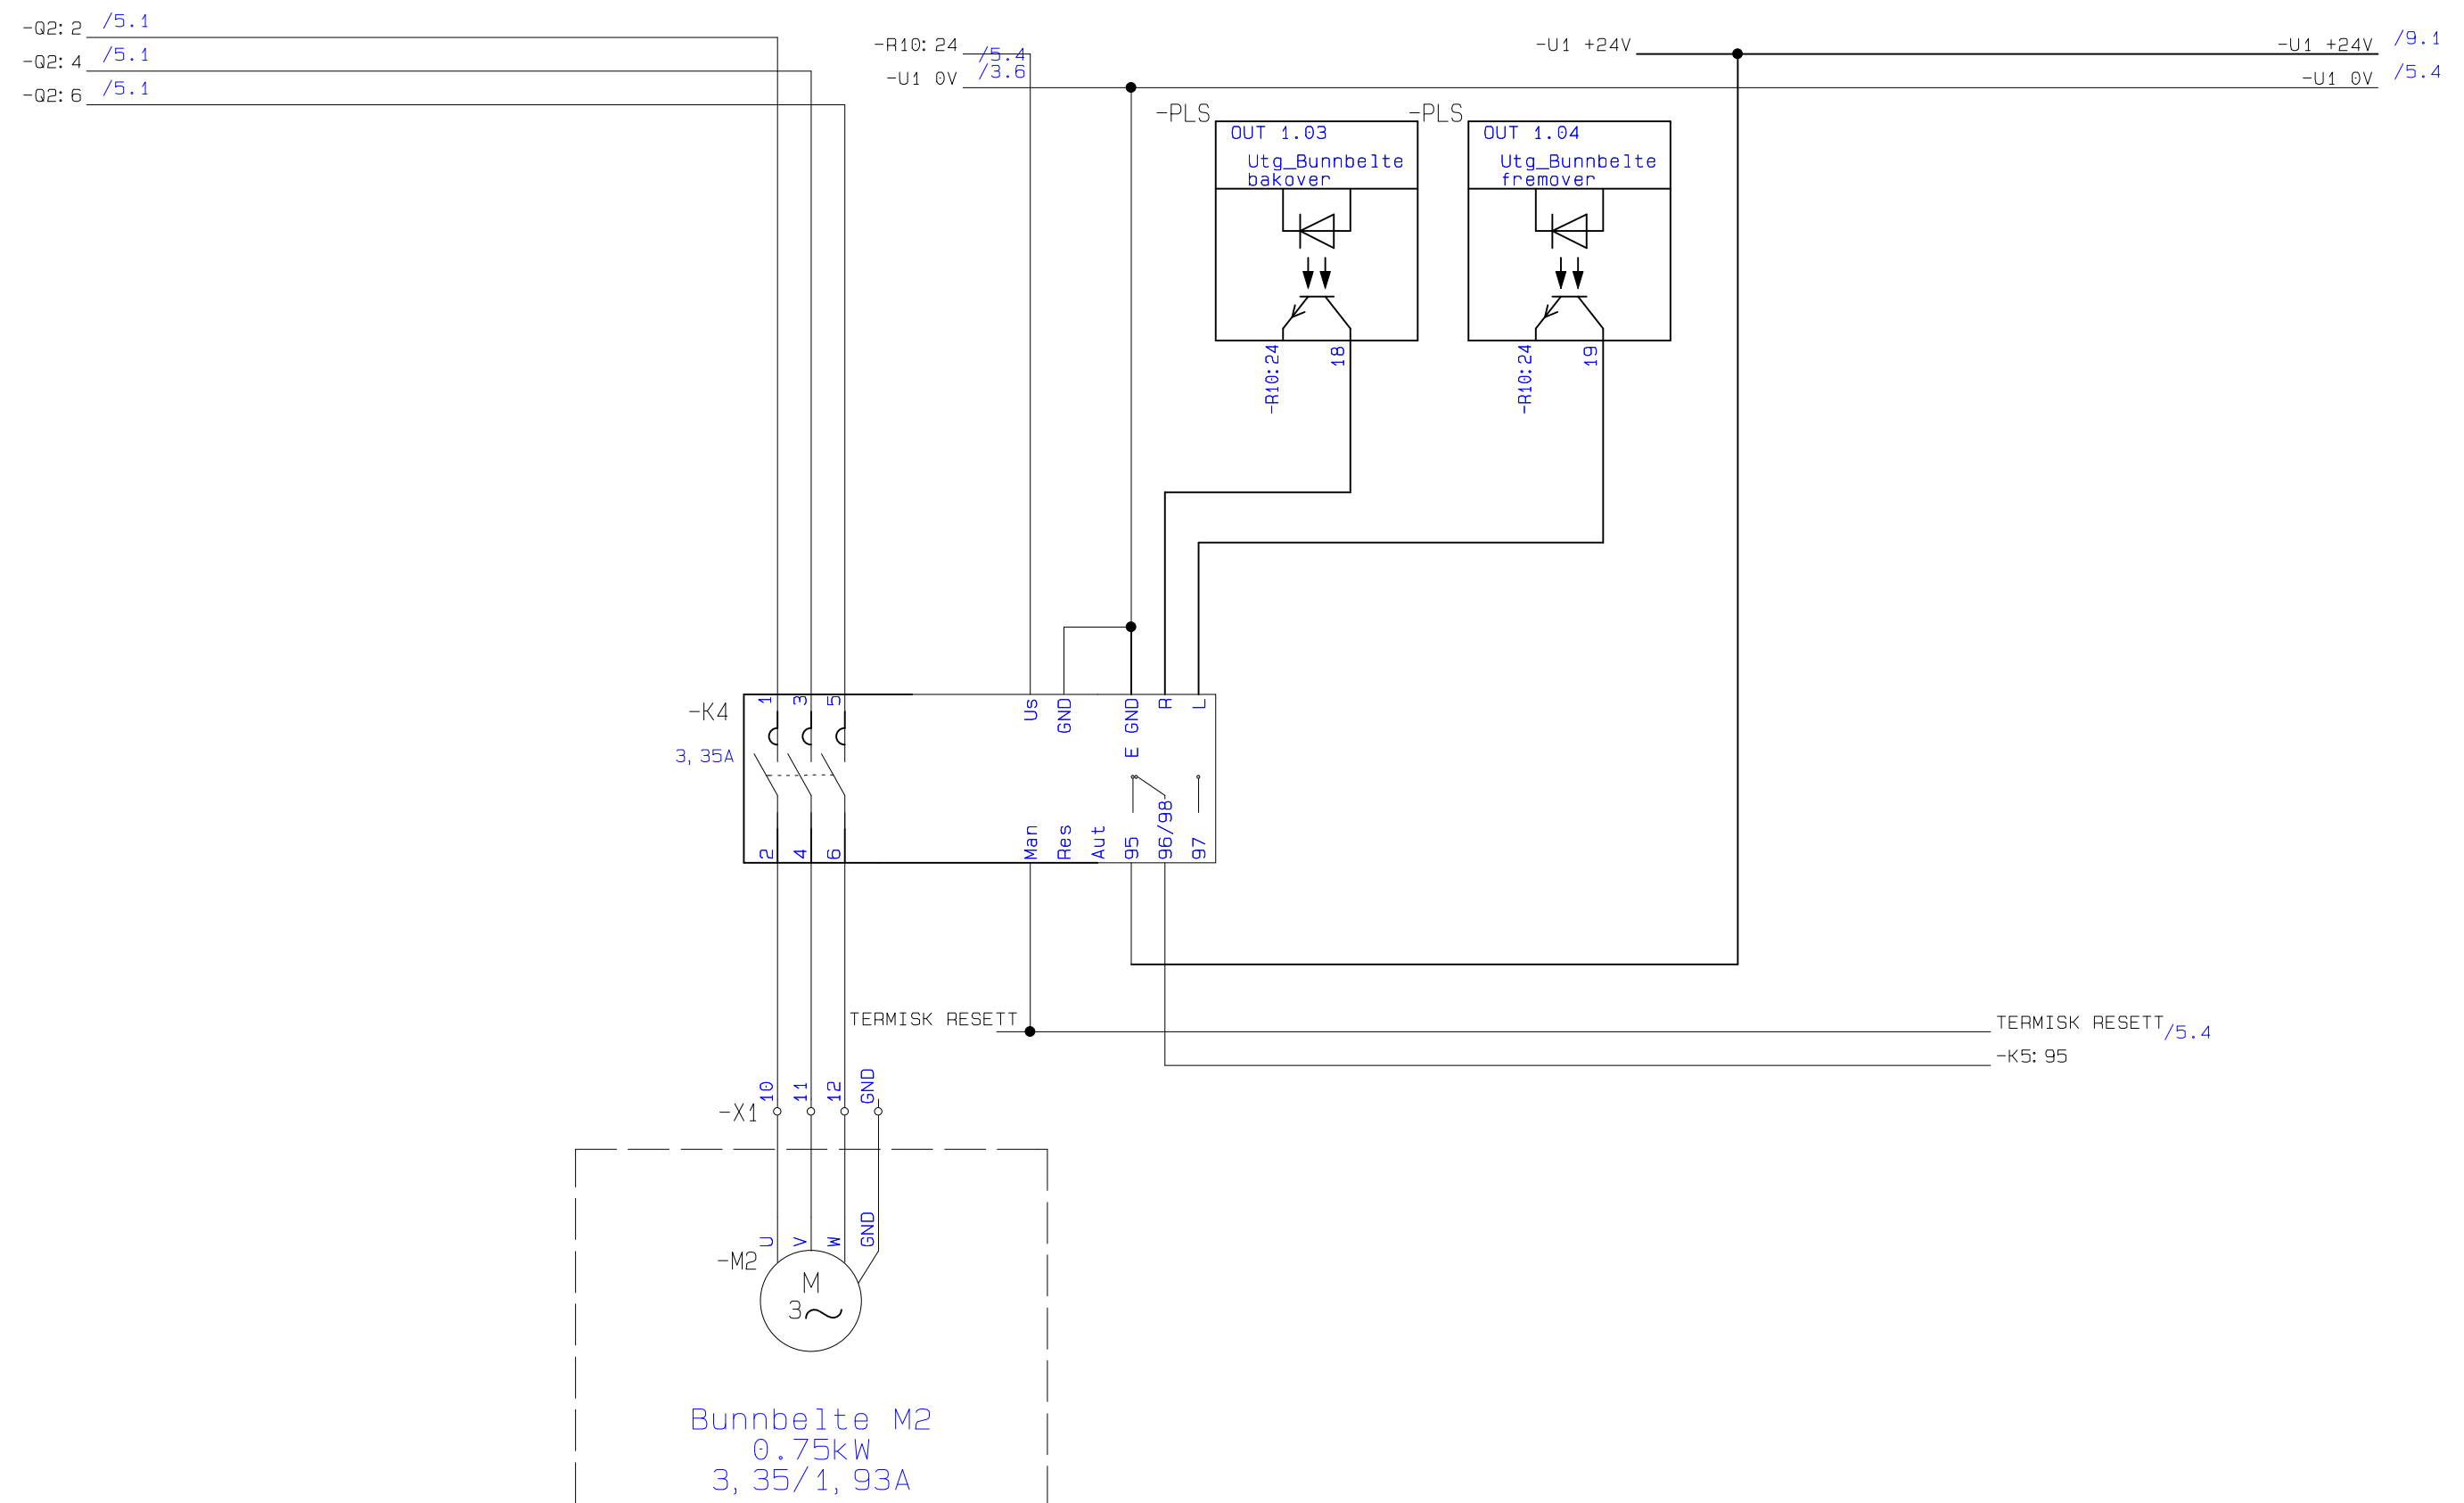 -Q2:2 /5.1
-Q2:4 /5.1
-Q2:6 /5.1
-R10:24 /5.4
-U1 0V /3.6
-U1 +24V
-U1 +24V /9.1
-U1 0V /5.4
-PLS
OUT 1.03
Utg_Bunnbelte
bakover
-R10:24
18
-PLS
OUT 1.04
Utg_Bunnbelte
fremover
-R10:24
19
-K4
3,35A
1 3 5
Us GND E GND R L
2 4 6
Man Res Aut 95 96/98 97
TERMISK RESETT
TERMISK RESETT /5.4
-K5:95
-X1
10 11 12 GND
-M2
U V W GND
M
3~
Bunnbelte M2
0.75kW
3,35/1,93A